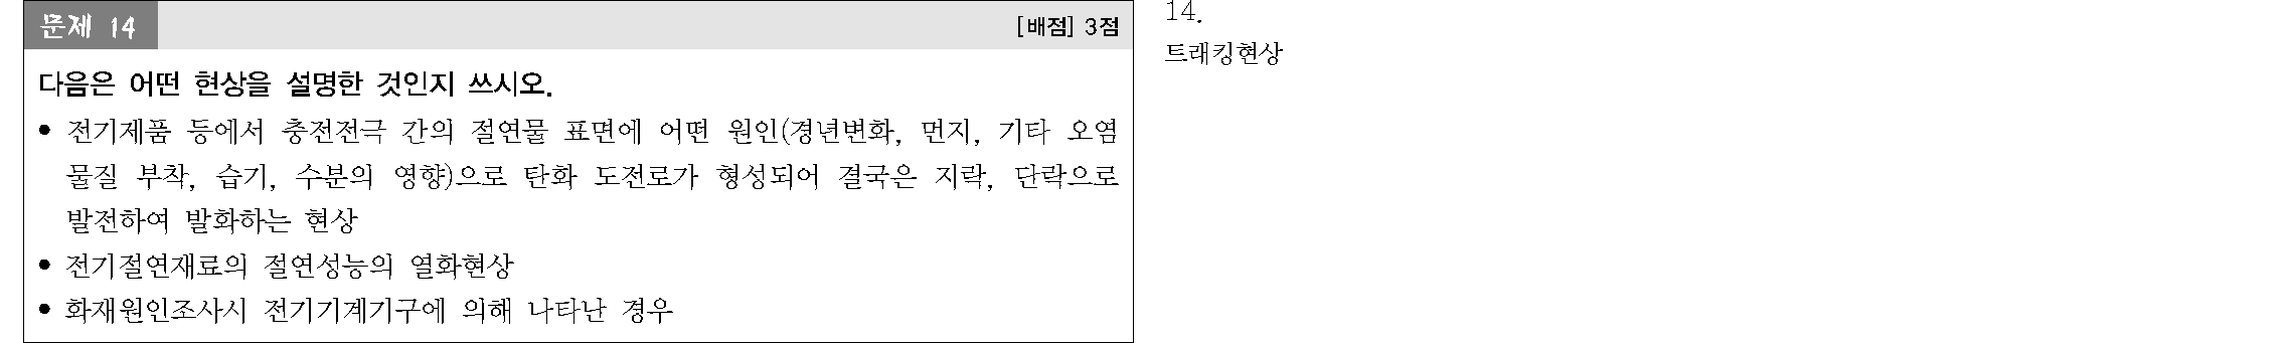 문제 14
[배점] 3점
다음은 어떤 현상을 설명한 것인지 쓰시오.
• 전기제품 등에서 충전전극 간의 절연물 표면에 어떤 원인(경년변화, 먼지, 기타 오염
물질 부착, 습기, 수분의 영향)으로 탄화 도전로가 형성되어 결국은 지락, 단락으로
발전하여 발화하는 현상
• 전기절연재료의 절연성능의 열화현상
• 화재원인조사시 전기기계기구에 의해 나타난 경우
14.
트래킹현상